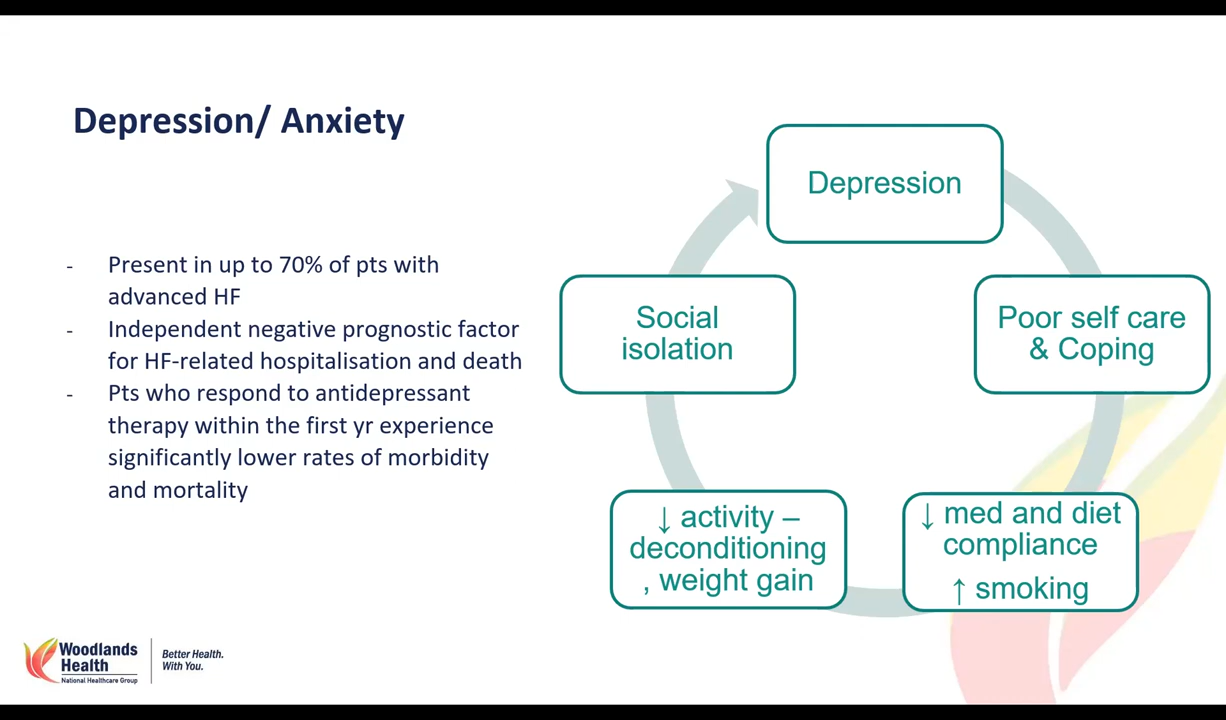 Depression/ Anxiety
- Present in up to 70% of pts with
advanced HF
- Independent negative prognostic factor
for HF-related hospitalisation and death
- Pts who respond to antidepressant
therapy within the first yr experience
significantly lower rates of morbidity
and mortality
Depression
Poor self care
& Coping
↓ med and diet
compliance
↑ smoking
↓ activity –
deconditioning
, weight gain
Social
isolation
Woodlands
Health
National Healthcare Group
Better Health.
With You.